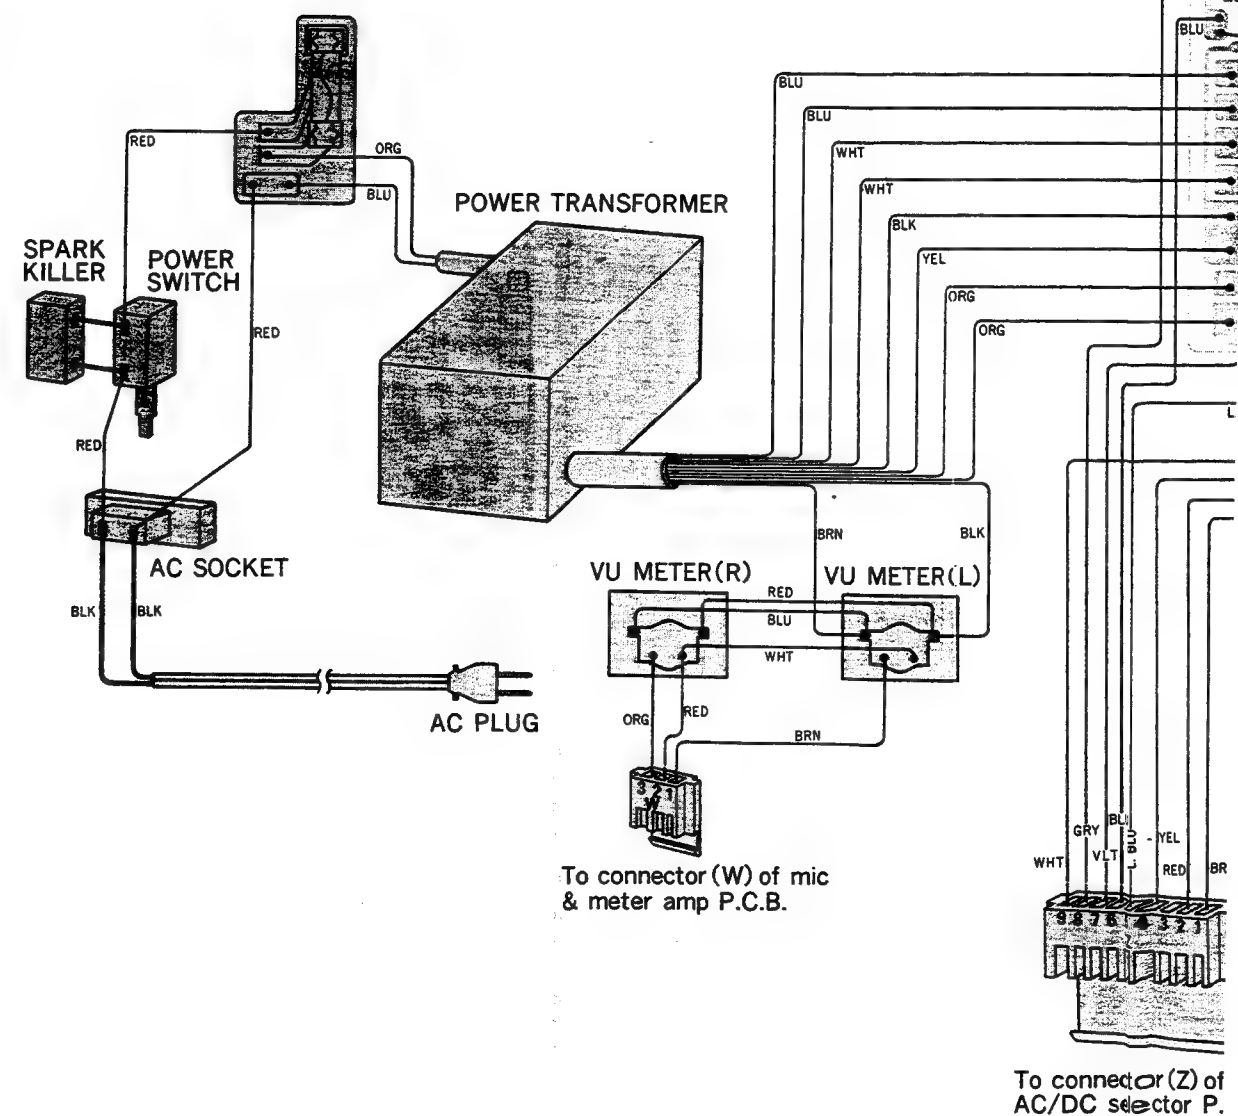 BLU
BLU
RED
BLU
ORG
WHT
BLU
WHT
POWER TRANSFORMER
BLK
SPARK
KILLER
POWER
SWITCH
YEL
ORG
RED
ORG
L
RED
BRN
BLK
AC SOCKET
VU METER(R)
VU METER(L)
BLK
BLK
RED
BLU
WHT
ORG
RED
AC PLUG
BRN
3 2 1
W
BL
GRY
L. BLU
YEL
WHT
VLT
RED
BR
To connector (W) of mic
& meter amp P.C.B.
9 8 7 6 4 3 2 1
To connector (Z) of
AC/DC selector P.